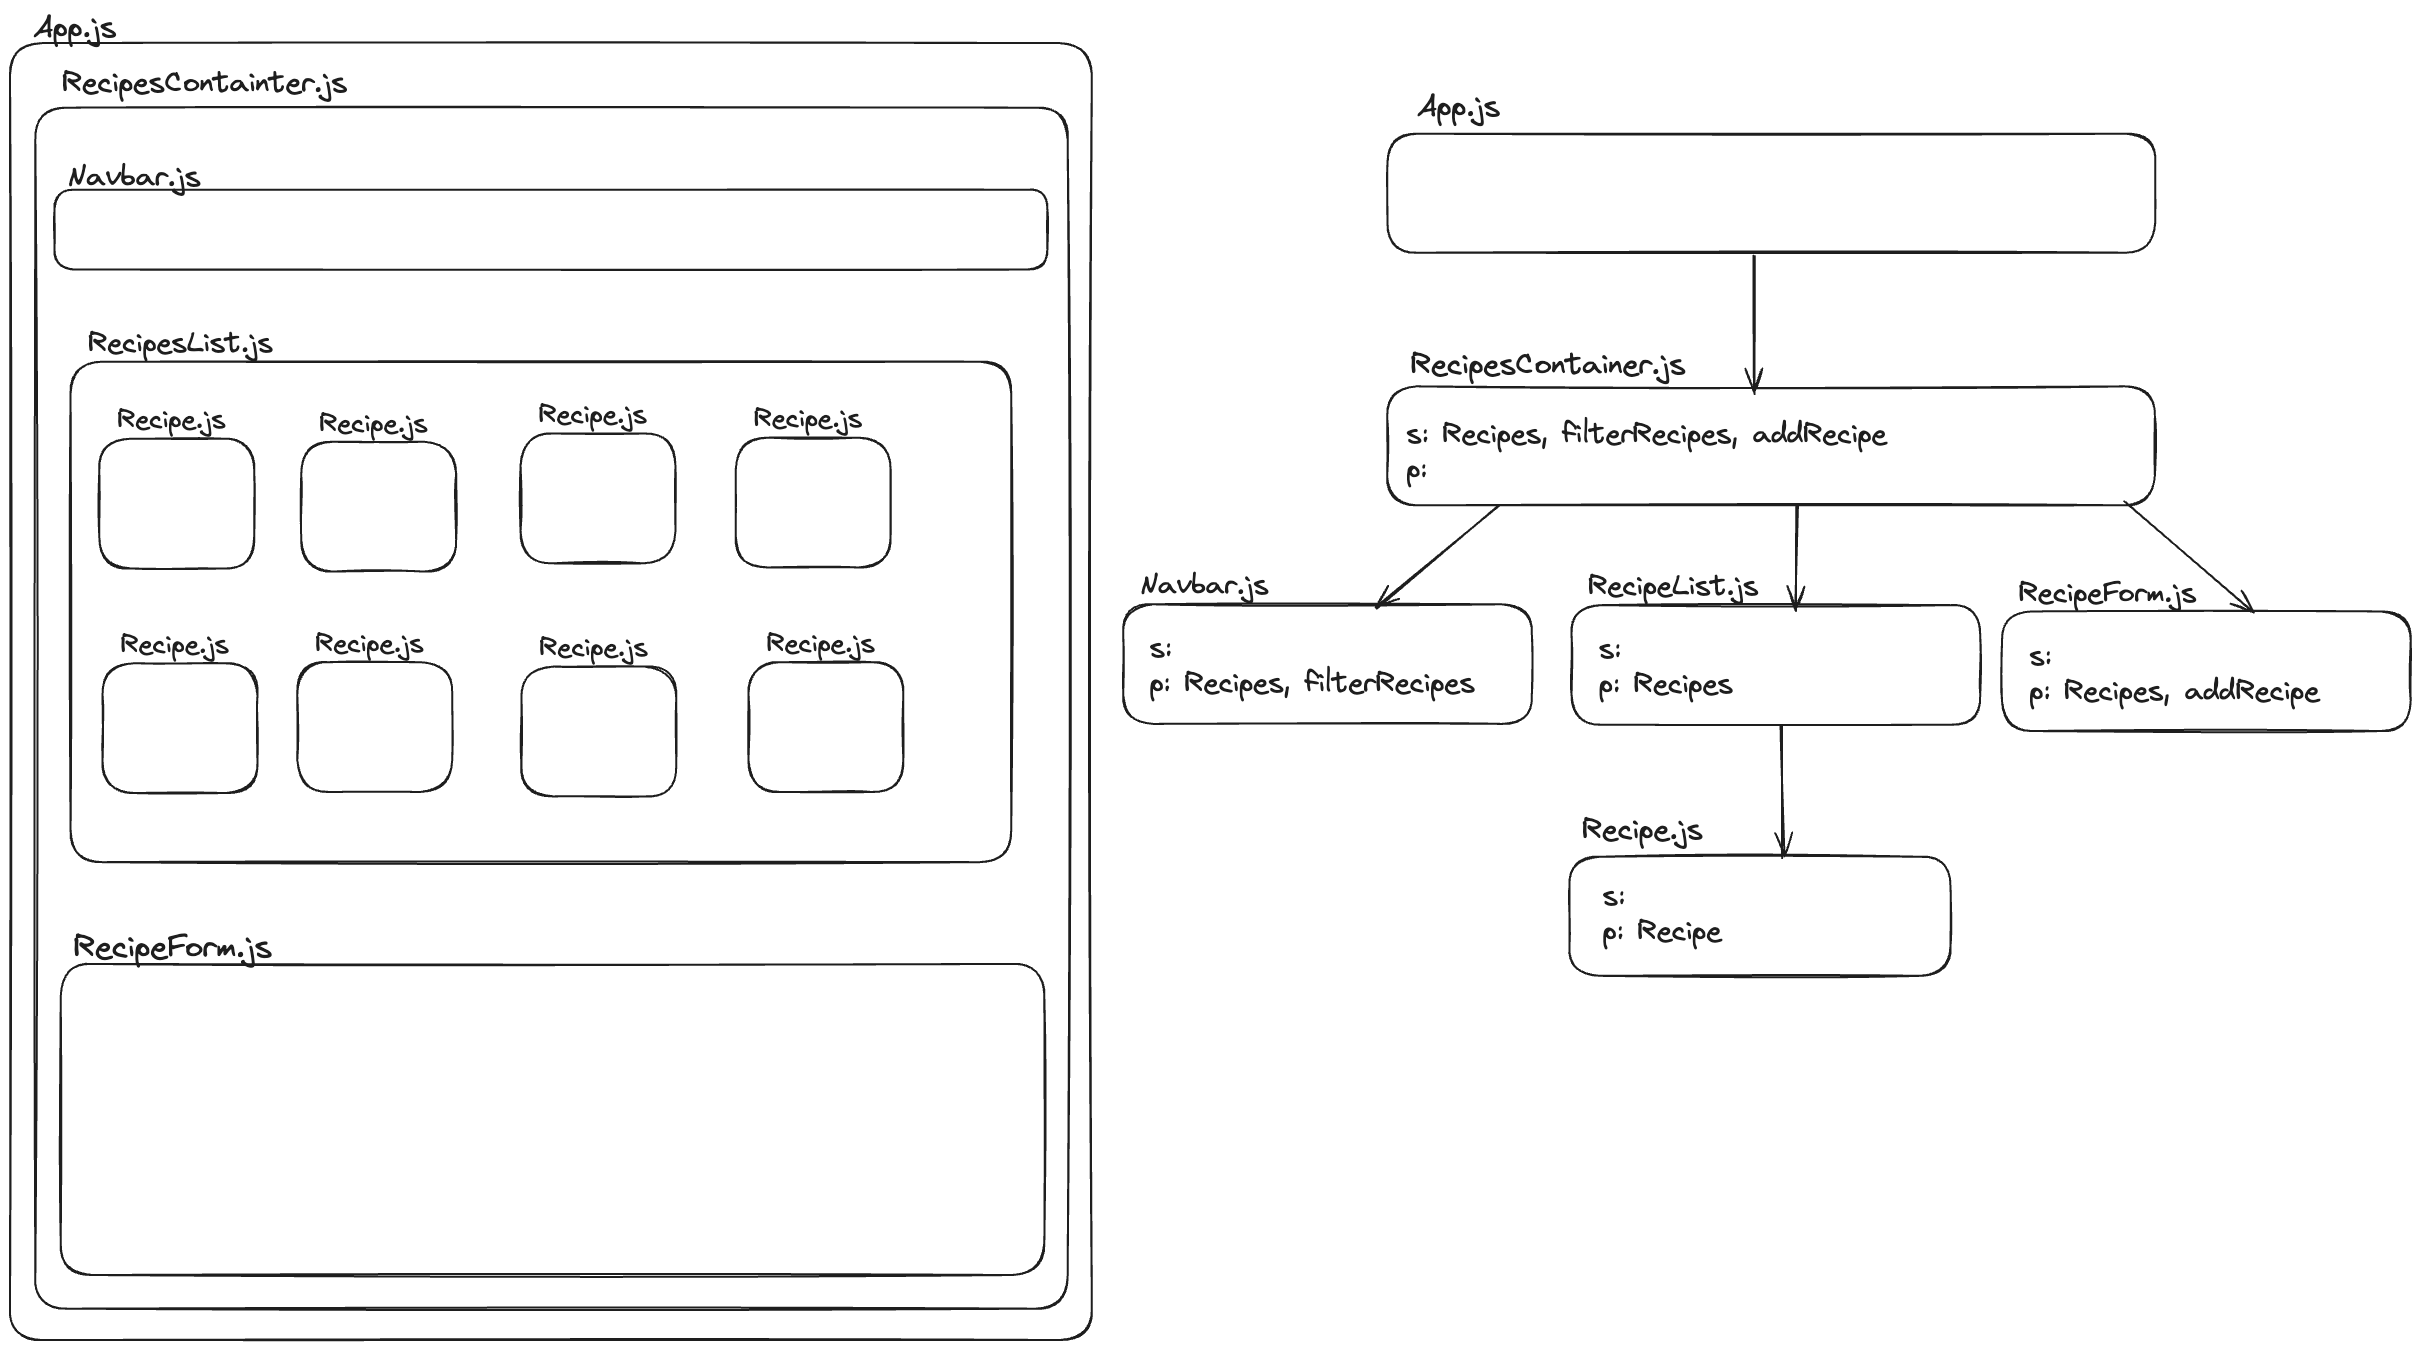 App.js
RecipesContainter.js
Navbar.js
RecipesList.js
Recipe.js
Recipe.js
Recipe.js
Recipe.js
Recipe.js
Recipe.js
Recipe.js
Recipe.js
RecipeForm.js
App.js
RecipesContainer.js
s: Recipes, filterRecipes, addRecipe
p:
Navbar.js
s:
p: Recipes, filterRecipes
RecipeList.js
s:
p: Recipes
RecipeForm.js
s:
p: Recipes, addRecipe
Recipe.js
s:
p: Recipe